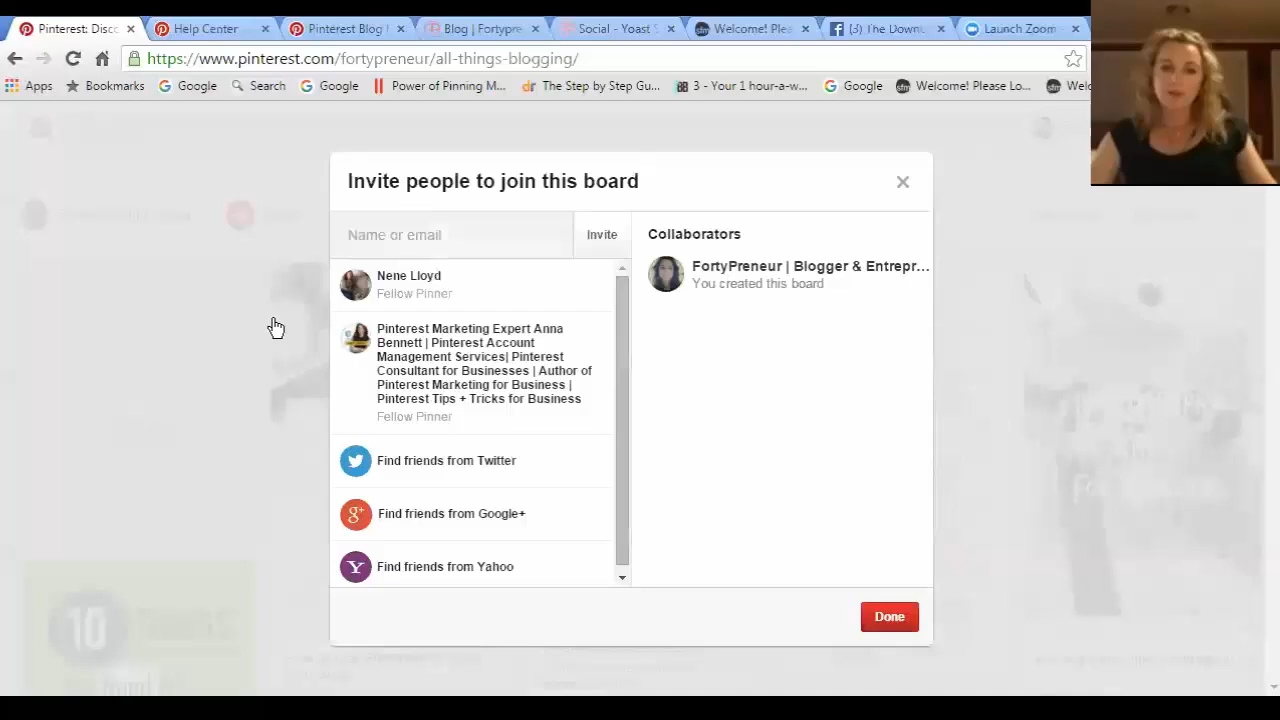 Pinterest: Disc
Help Center
Pinterest Blog
Blog | Fortypre
Social - Yoast
Welcome! Plea
(3) The Down
Launch Zoom
https://www.pinterest.com/fortypreneur/all-things-blogging/
Apps
Bookmarks
Google
Search
Google
Power of Pinning M...
The Step by Step Gu...
3 - Your 1 hour-a-w...
Google
Welcome! Please Lo...
Invite people to join this board
Name or email
Invite
Collaborators
FortyPreneur | Blogger & Entrepr...
You created this board
Nene Lloyd
Fellow Pinner
Pinterest Marketing Expert Anna
Bennett | Pinterest Account
Management Services| Pinterest
Consultant for Businesses | Author of
Pinterest Marketing for Business |
Pinterest Tips + Tricks for Business
Fellow Pinner
Find friends from Twitter
Find friends from Google+
Find friends from Yahoo
Done
10